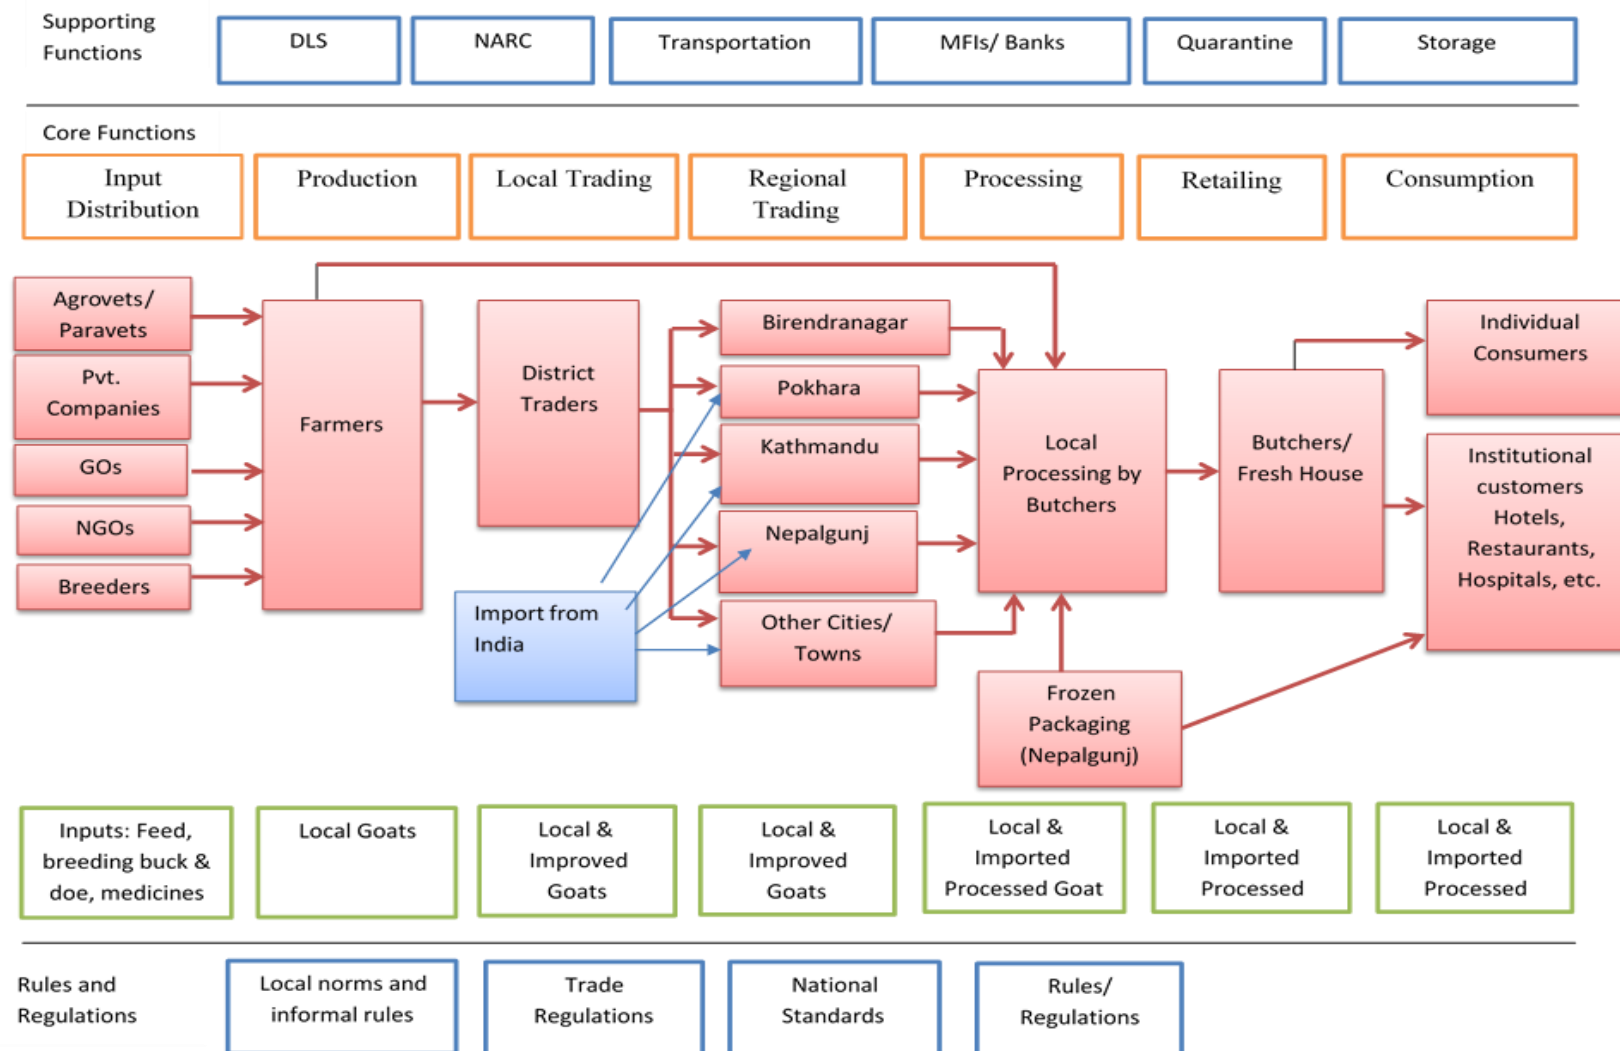 Supporting
Functions
DLS
NARC
Transportation
MFIs/ Banks
Quarantine
Storage
Core Functions
Input
Distribution
Production
Local Trading
Regional
Trading
Processing
Retailing
Consumption
Agrovets/
Paravets
Pvt.
Companies
GOs
NGOs
Breeders
Farmers
District
Traders
Import from
India
Birendranagar
Pokhara
Kathmandu
Nepalgunj
Other Cities/
Towns
Local
Processing by
Butchers
Frozen
Packaging
(Nepalgunj)
Butchers/
Fresh House
Individual
Consumers
Institutional
customers
Hotels,
Restaurants,
Hospitals, etc.
Inputs: Feed,
breeding buck &
doe, medicines
Local Goats
Local &
Improved
Goats
Local &
Improved
Goats
Local &
Imported
Processed Goat
Local &
Imported
Processed
Local &
Imported
Processed
Rules and
Regulations
Local norms and
informal rules
Trade
Regulations
National
Standards
Rules/
Regulations